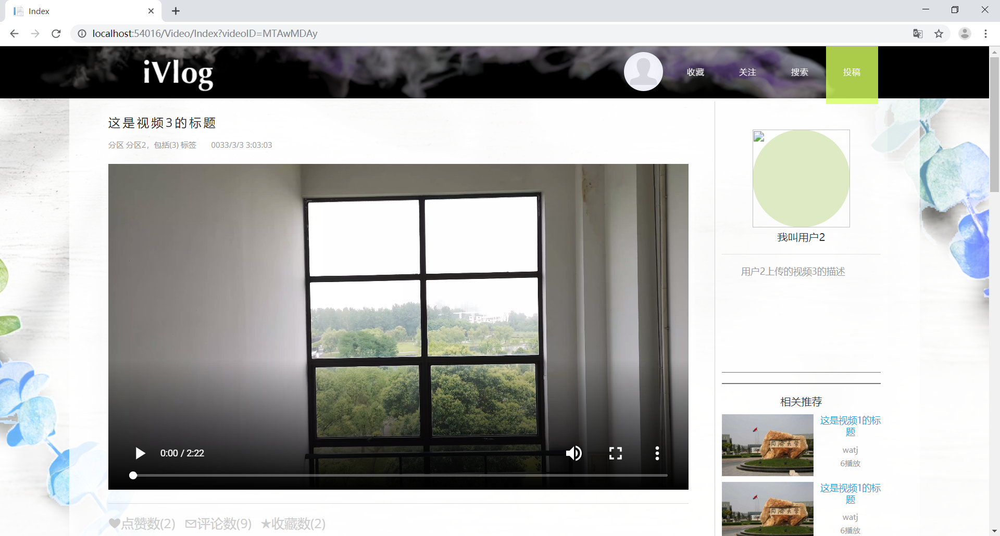 Index
localhost:54016/Video/Index?videoID=MTAwMDAy
iVlog
收藏
关注
搜索
投稿
这是视频3的标题
分区 分区2，包括(3) 标签
0033/3/3 3:03:03
0:00 / 2:22
点赞数(2)
评论数(9)
收藏数(2)
我叫用户2
用户2上传的视频3的描述
相关推荐
这是视频1的标
题
watj
6播放
这是视频1的标
题
watj
6播放